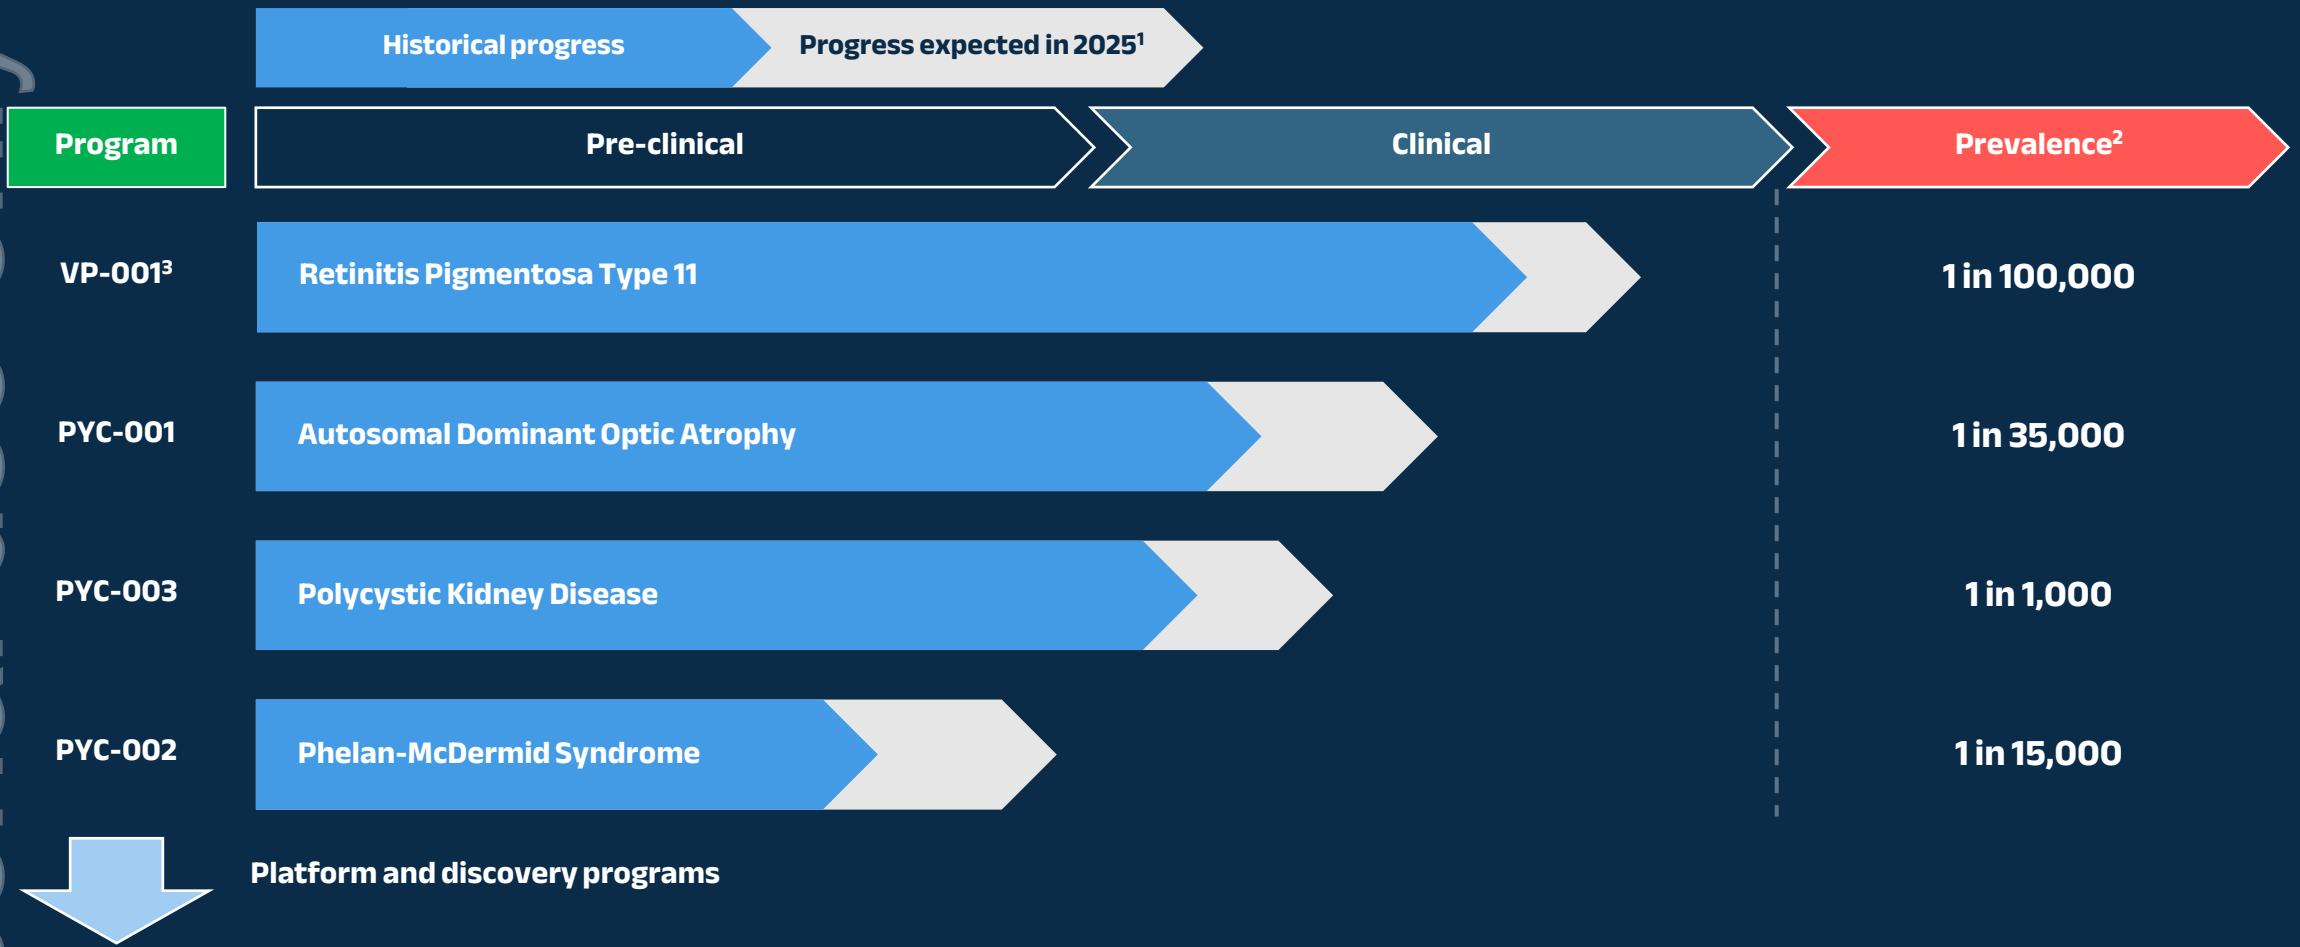 Historical progress
Progress expected in 2025¹
Program
Pre-clinical
Clinical
Prevalence²
VP-001³
Retinitis Pigmentosa Type 11
1 in 100,000
PYC-001
Autosomal Dominant Optic Atrophy
1 in 35,000
PYC-003
Polycystic Kidney Disease
1 in 1,000
PYC-002
Phelan-McDermid Syndrome
1 in 15,000
Platform and discovery programs